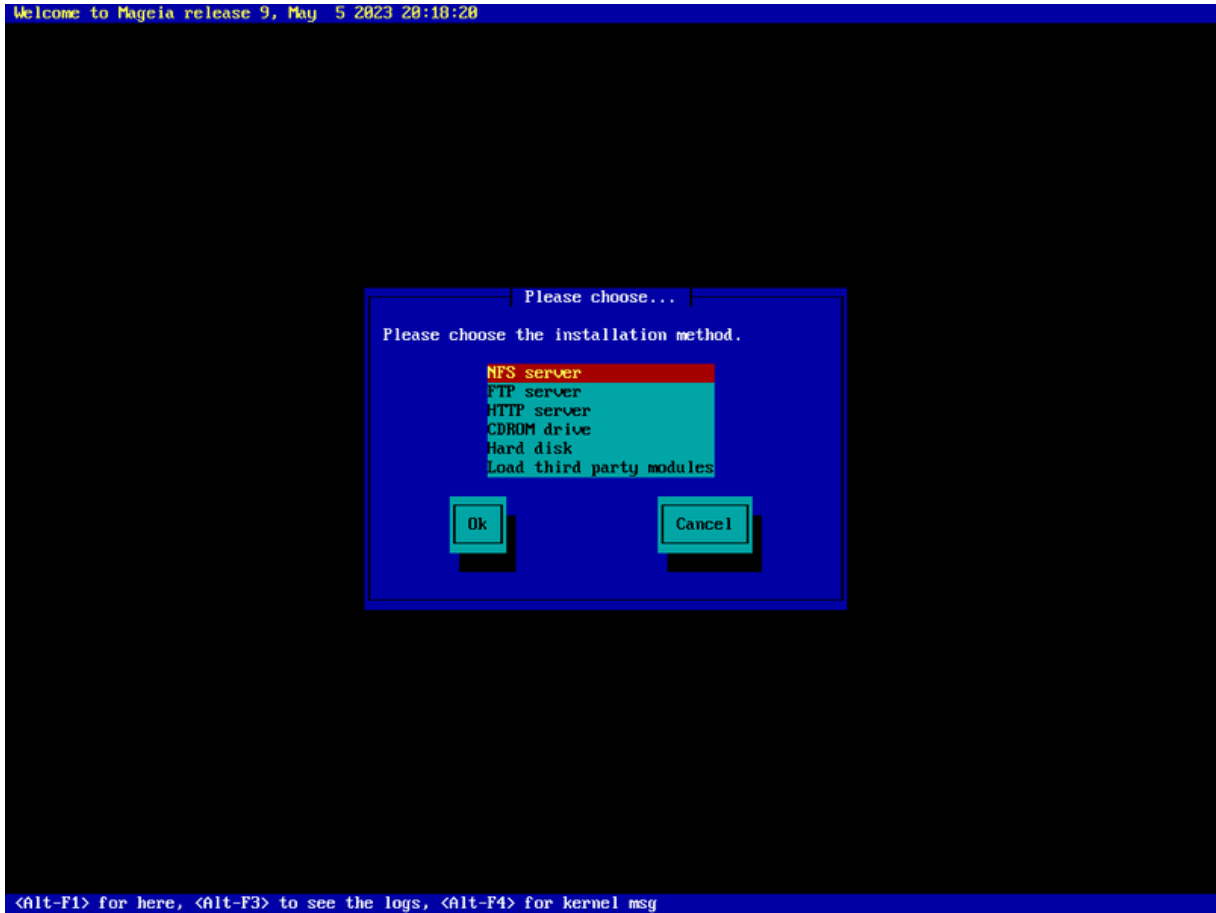 Welcome to Mageia release 9, May  5 2023 20:18:20
Please choose...
Please choose the installation method.
NFS server
FTP server
HTTP server
CDROM drive
Hard disk
Load third party modules
Ok
Cancel
<Alt-F1> for here, <Alt-F3> to see the logs, <Alt-F4> for kernel msg